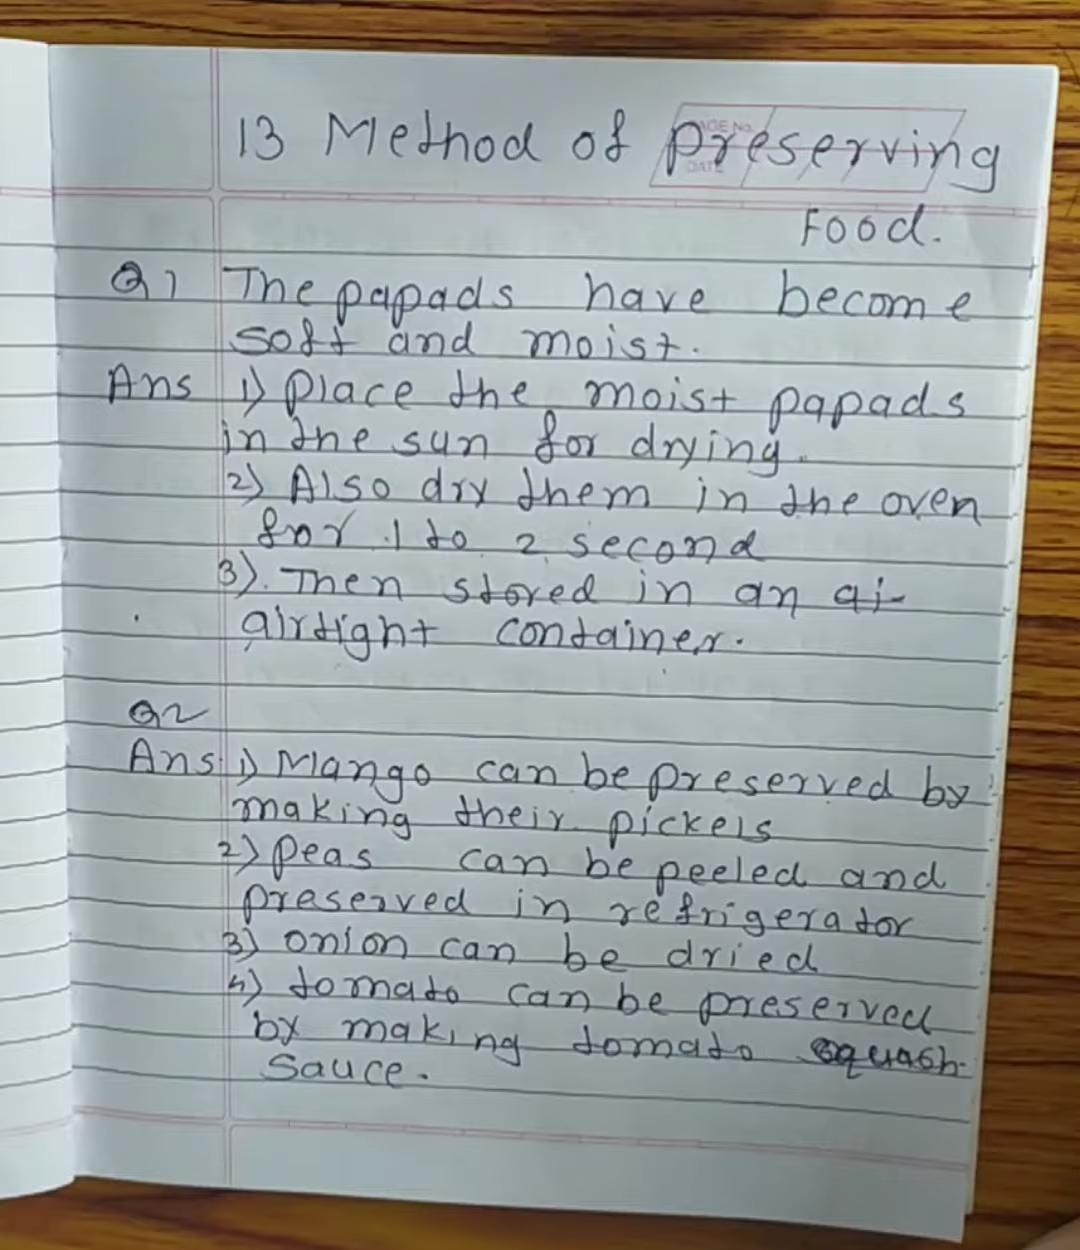 PAGE No.
DATE
13 Method of preserving
Food.
Q1 The papads have become
soft and moist.
Ans 1) Place the moist papads
in the sun for drying.
2) Also dry them in the oven
for 1 to 2 second
3). Then stored in an ai-
airtight container.
Q2
Ans 1) Mango can be preserved by
making their pickels
2) Peas can be peeled and
preserved in refrigerator
3) onion can be dried
4) tomato can be preserved
by making tomato squash
Sauce.